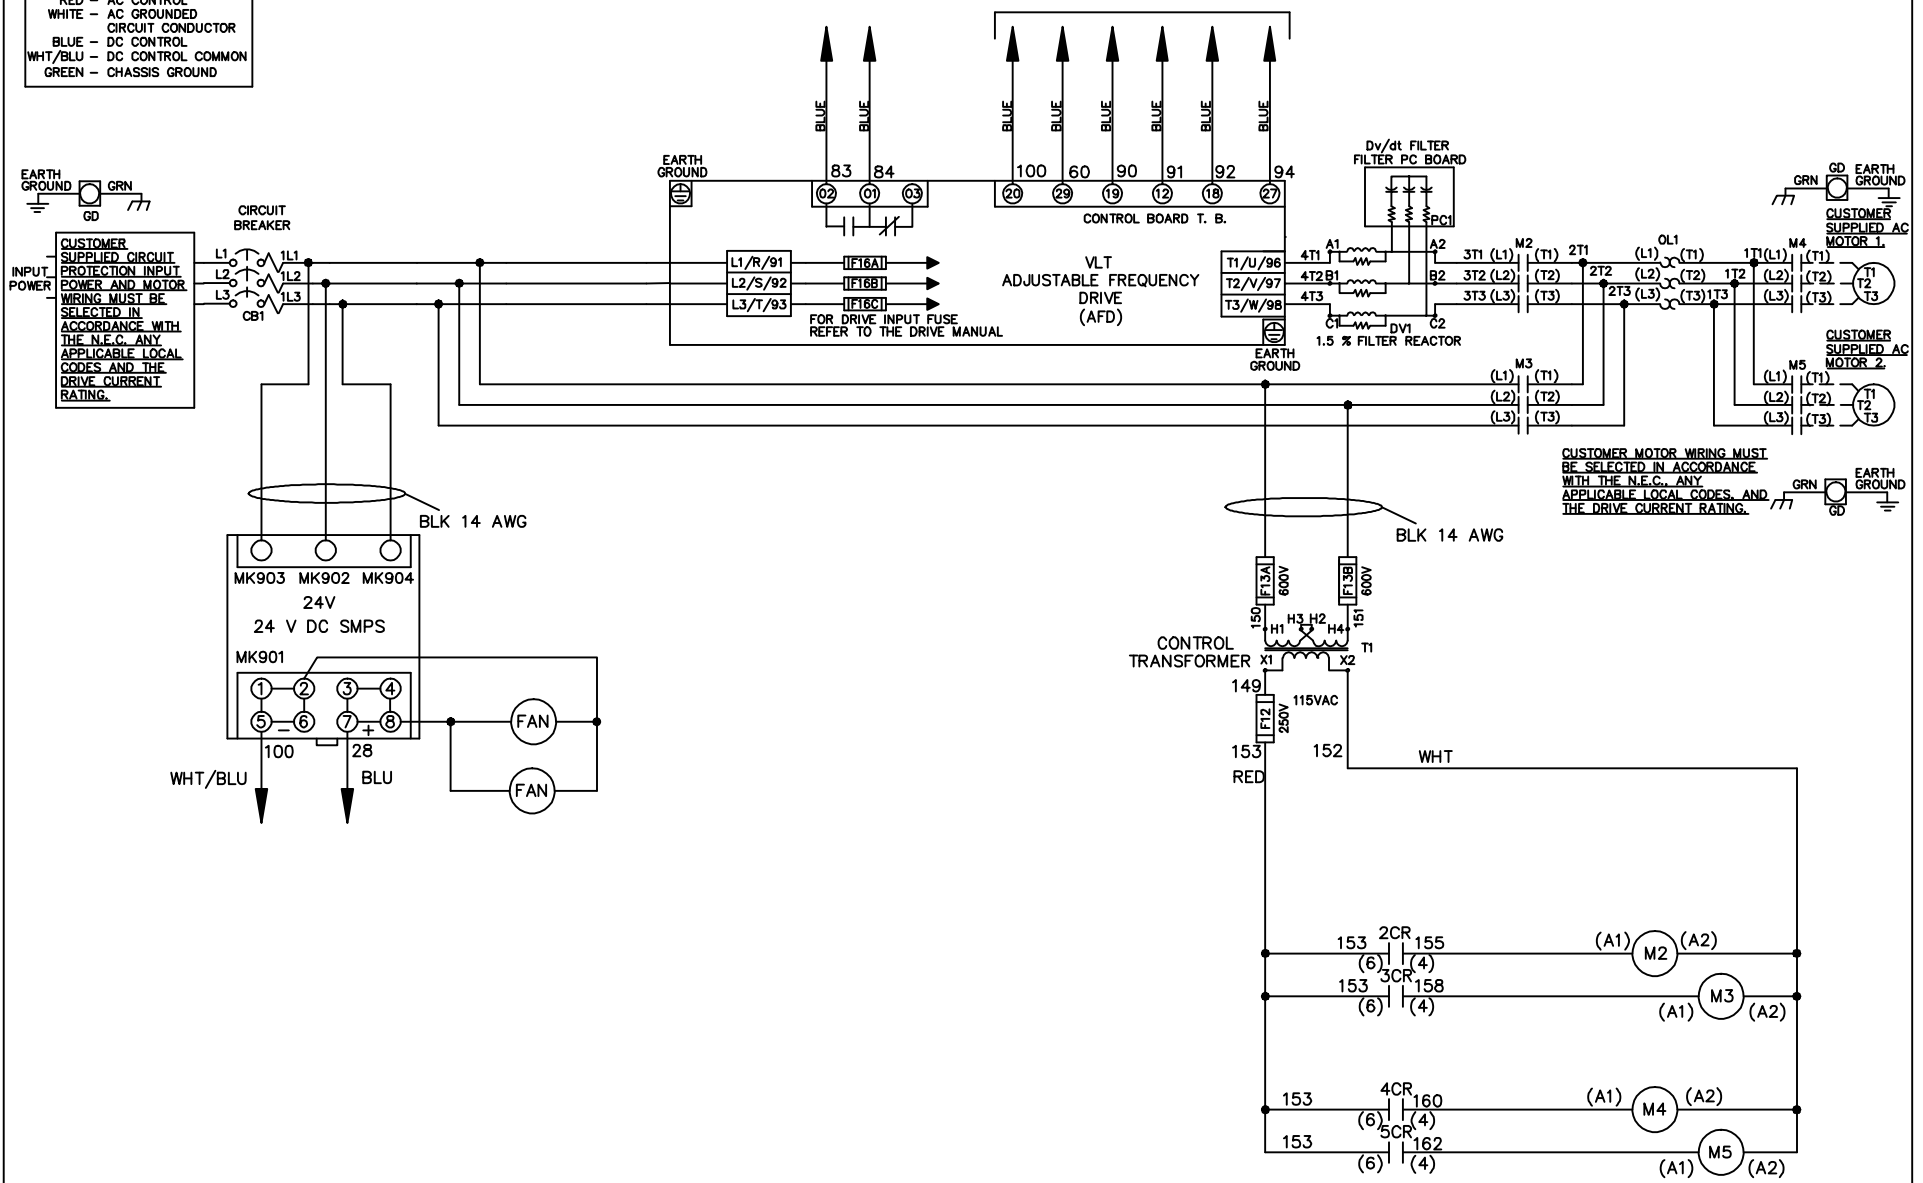 RED - AC CONTROL
WHITE - AC GROUNDED
CIRCUIT CONDUCTOR
BLUE - DC CONTROL
WHT/BLU - DC CONTROL COMMON
GREEN - CHASSIS GROUND
BLUE
BLUE
BLUE
BLUE
BLUE
BLUE
BLUE
BLUE
EARTH
GROUND
GRN
GD
CIRCUIT
BREAKER
INPUT
POWER
CUSTOMER
SUPPLIED CIRCUIT
PROTECTION INPUT
POWER AND MOTOR
WIRING MUST BE
SELECTED IN
ACCORDANCE WITH
THE N.E.C. ANY
APPLICABLE LOCAL
CODES AND THE
DRIVE CURRENT
RATING.
L1 1L1
L2 1L2
L3 1L3
CB1
EARTH
GROUND
83 84
02 01 03
100 60 90 91 92 94
20 29 19 12 18 27
CONTROL BOARD T. B.
L1/R/91 F16A
L2/S/92 F16B
L3/T/93 F16C
FOR DRIVE INPUT FUSE
REFER TO THE DRIVE MANUAL
VLT
ADJUSTABLE FREQUENCY
DRIVE
(AFD)
T1/U/96 4T1
T2/V/97 4T2
T3/W/98 4T3
EARTH
GROUND
Dv/dt FILTER
FILTER PC BOARD
PC1
A1 A2
B1 B2
C1 C2
DV1
1.5 % FILTER REACTOR
M2
3T1 (L1) (T1) 2T1
3T2 (L2) (T2) 2T2
3T3 (L3) (T3) 2T3
M3
(L1) (T1)
(L2) (T2)
(L3) (T3)
OL1
(L1) (T1) 1T1
(L2) (T2) 1T2
(L3) (T3) 1T3
M4
(L1) (T1)
(L2) (T2)
(L3) (T3)
T1
T2
T3
M5
(L1) (T1)
(L2) (T2)
(L3) (T3)
T1
T2
T3
GRN
GD
EARTH
GROUND
CUSTOMER
SUPPLIED AC
MOTOR 1.
CUSTOMER
SUPPLIED AC
MOTOR 2.
CUSTOMER MOTOR WIRING MUST
BE SELECTED IN ACCORDANCE
WITH THE N.E.C., ANY
APPLICABLE LOCAL CODES, AND
THE DRIVE CURRENT RATING.
GRN
GD
EARTH
GROUND
BLK 14 AWG
MK903 MK902 MK904
24V
24 V DC SMPS
MK901
1 2 3 4
5 - 6 7 + 8
100 28
WHT/BLU
BLU
FAN
FAN
BLK 14 AWG
F13A
600V
F13B
600V
150
151
H1 H3 H2 H4
T1
CONTROL
TRANSFORMER
X1 X2
149
115VAC
F12
250V
153
RED
152
WHT
2CR
153 155
(6) (4)
(A1) M2 (A2)
3CR
153 158
(6) (4)
(A1) M3 (A2)
4CR
153 160
(6) (4)
(A1) M4 (A2)
5CR
153 162
(6) (4)
(A1) M5 (A2)